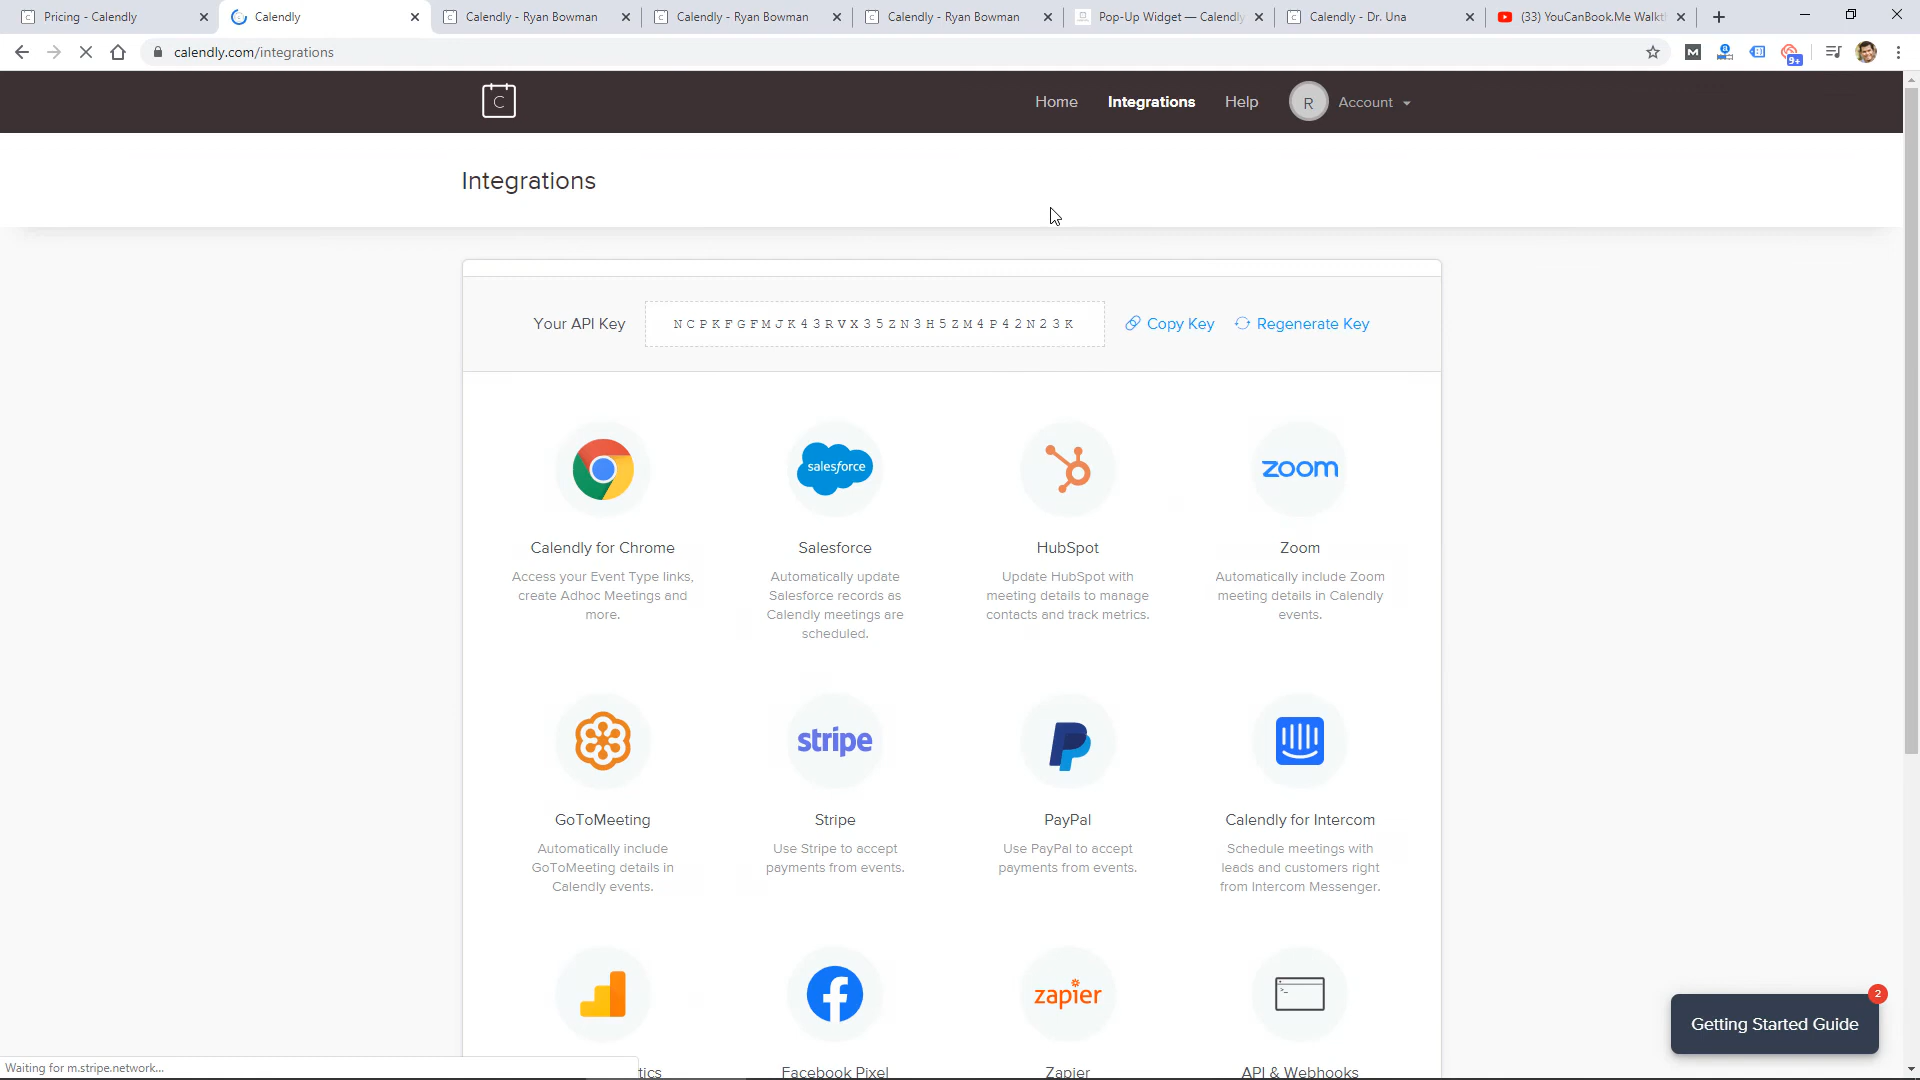 Pricing - Calendly
Calendly
Calendly - Ryan Bowman
Calendly - Ryan Bowman
Calendly - Ryan Bowman
Pop-Up Widget — Calendly
Calendly - Dr. Una
(33) YouCanBook.Me Walkt
calendly.com/integrations
M
9+
C
Home
Integrations
Help
R
Account
Integrations
Your API Key
NCPKFGFMJK43RVX35ZN3H5ZM4P42N23K
Copy Key
Regenerate Key
salesforce
zoom
Calendly for Chrome
Access your Event Type links,
create Adhoc Meetings and
more.
Salesforce
Automatically update
Salesforce records as
Calendly meetings are
scheduled.
HubSpot
Update HubSpot with
meeting details to manage
contacts and track metrics.
Zoom
Automatically include Zoom
meeting details in Calendly
events.
stripe
GoToMeeting
Automatically include
GoToMeeting details in
Calendly events.
Stripe
Use Stripe to accept
payments from events.
PayPal
Use PayPal to accept
payments from events.
Calendly for Intercom
Schedule meetings with
leads and customers right
from Intercom Messenger.
zapier
2
Getting Started Guide
Waiting for m.stripe.network...
tics
Facebook Pixel
Zapier
API & Webhooks